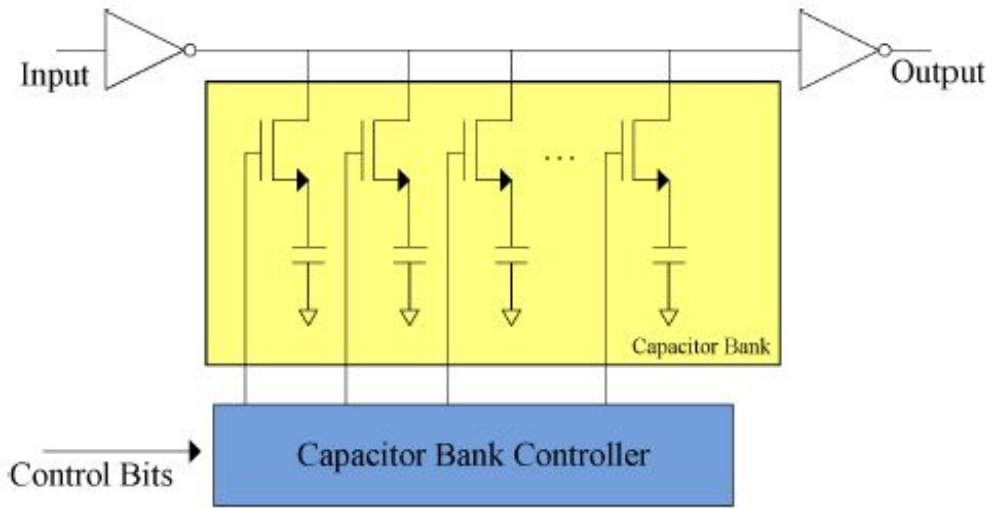 Input
Output
...
Capacitor Bank
Capacitor Bank Controller
Control Bits